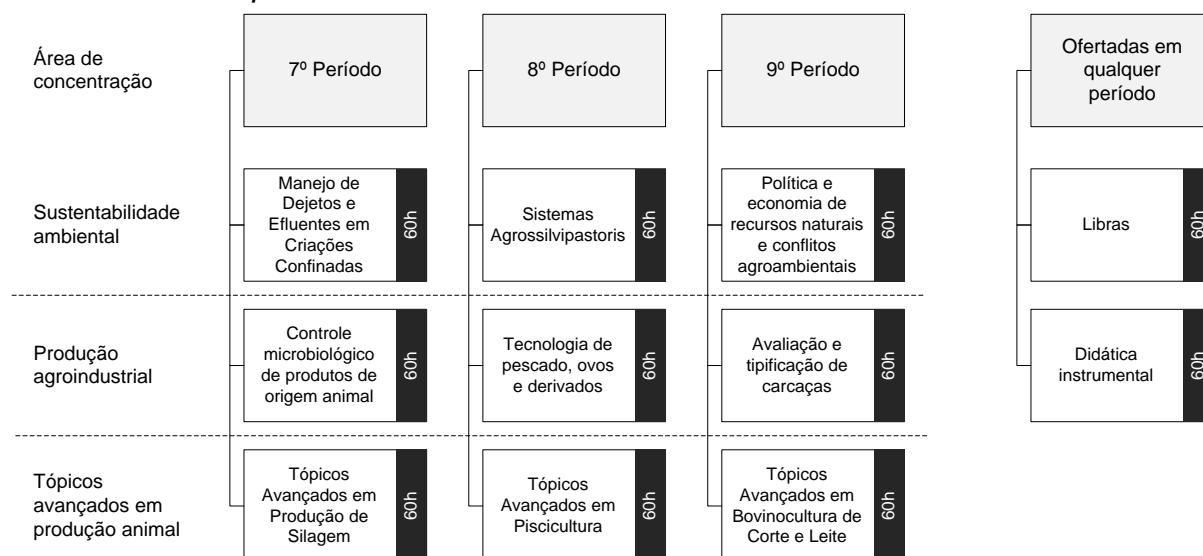 Área de
concentração
7º Período
8º Período
9º Período
Ofertadas em
qualquer
período
Sustentabilidade
ambiental
Manejo de
Dejetos e
Efluentes em
Criações
Confinadas
60h
Sistemas
Agrossilvipastoris
60h
Política e
economia de
recursos naturais
e conflitos
agroambientais
60h
Libras
60h
Produção
agroindustrial
Controle
microbiológico
de produtos de
origem animal
60h
Tecnologia de
pescado, ovos
e derivados
60h
Avaliação e
tipificação de
carcaças
60h
Didática
instrumental
60h
Tópicos
avançados em
produção animal
Tópicos
Avançados em
Produção de
Silagem
60h
Tópicos
Avançados em
Piscicultura
60h
Tópicos
Avançados em
Bovinocultura de
Corte e Leite
60h